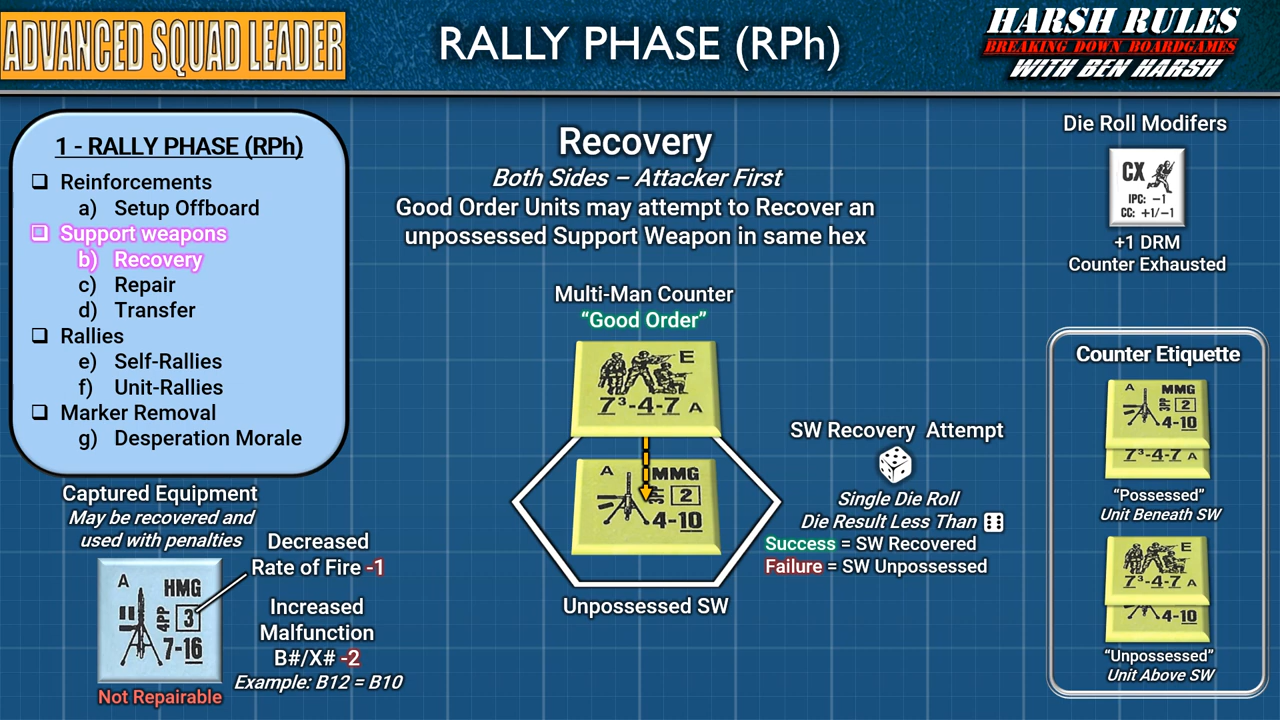 ADVANCED SQUAD LEADER
RALLY PHASE (RPh)
HARSH RULES
BREAKING DOWN BOARDGAMES
WITH BEN HARSH
1 - RALLY PHASE (RPh)
Reinforcements
a) Setup Offboard
Support weapons
b) Recovery
c) Repair
d) Transfer
Rallies
e) Self-Rallies
f) Unit-Rallies
Marker Removal
g) Desperation Morale
Captured Equipment
May be recovered and
used with penalties
A
HMG
4PP 3
7-16
Not Repairable
Decreased
Rate of Fire -1
Increased
Malfunction
B#/X# -2
Example: B12 = B10
Recovery
Both Sides – Attacker First
Good Order Units may attempt to Recover an
unpossessed Support Weapon in same hex
Multi-Man Counter
“Good Order”
E
7³-4-7 A
A MMG
2
4-10
Unpossessed SW
SW Recovery Attempt
Single Die Roll
Die Result Less Than
Success = SW Recovered
Failure = SW Unpossessed
Die Roll Modifers
CX
IPC: -1
CC: +1/-1
+1 DRM
Counter Exhausted
Counter Etiquette
A MMG
3PP 2
4-10
7³-4-7 A
“Possessed”
Unit Beneath SW
E
7³-4-7 A
4-10
“Unpossessed”
Unit Above SW